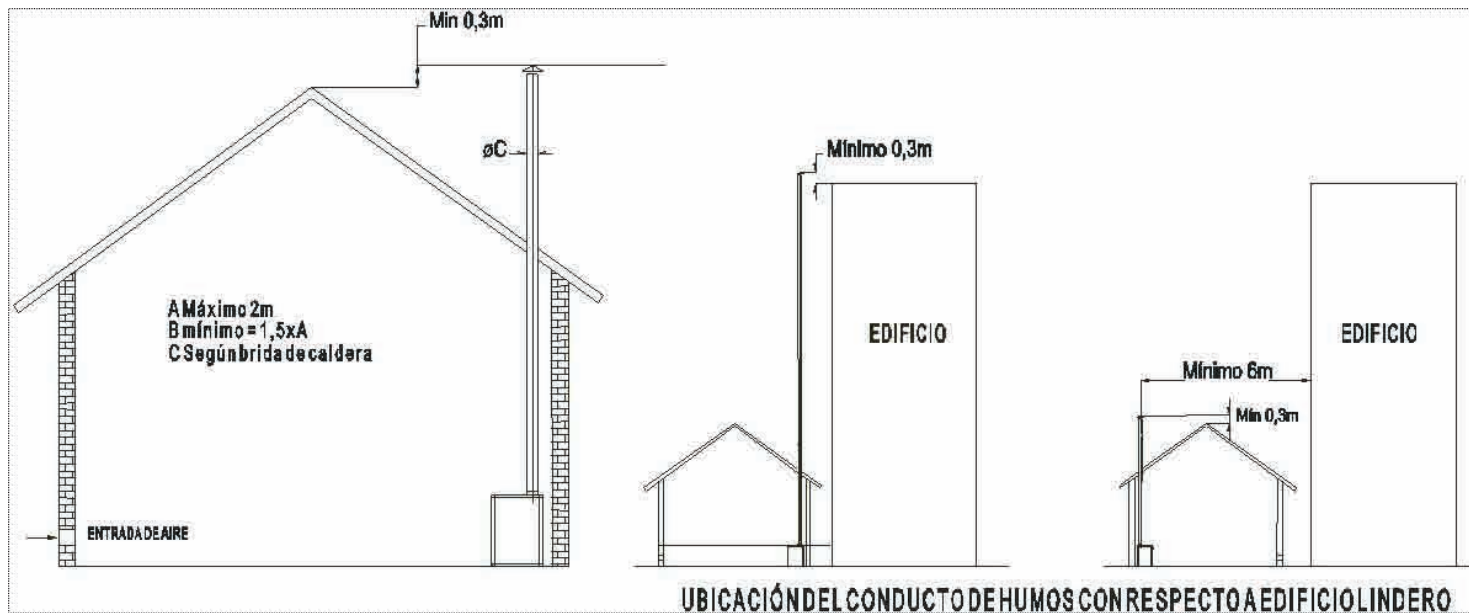 Min 0,3m
øC
A Máximo 2m
B mínimo = 1,5xA
C Según brida de caldera
ENTRADA DE AIRE
Mínimo 0,3m
EDIFICIO
Mínimo 6m
Mín 0,3m
EDIFICIO
UBICACIÓN DEL CONDUCTO DE HUMOS CON RESPECTO A EDIFICIO LINDERO